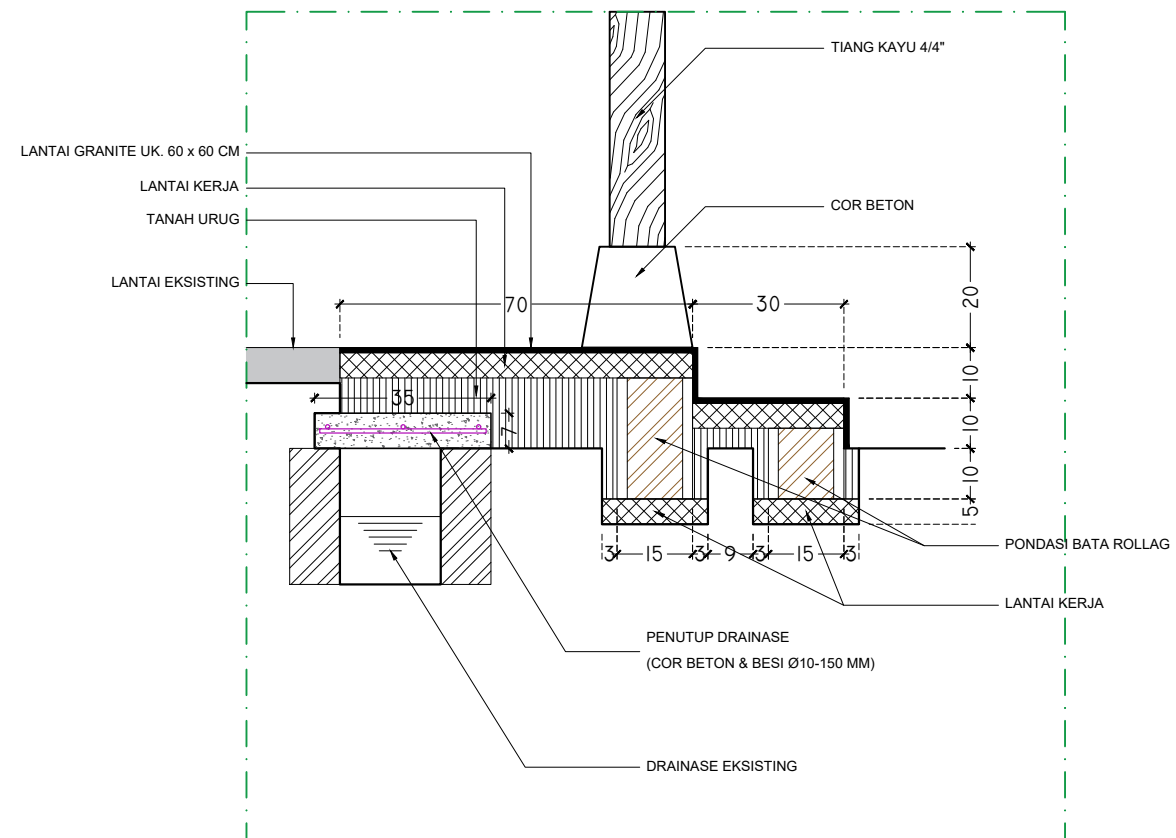 TIANG KAYU 4/4"
LANTAI GRANITE UK. 60 x 60 CM
LANTAI KERJA
COR BETON
TANAH URUG
LANTAI EKSISTING
70
30
20
10
10
10
5
35
7
3
15
3
9
3
15
3
PONDASI BATA ROLLAG
LANTAI KERJA
PENUTUP DRAINASE
(COR BETON & BESI Ø10-150 MM)
DRAINASE EKSISTING